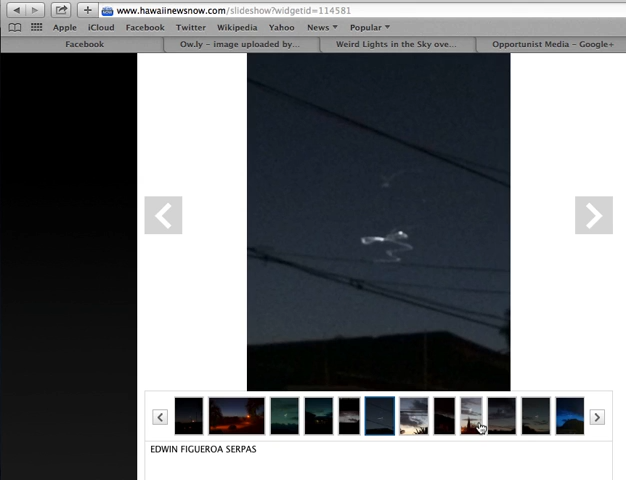 www.hawaiinewsnow.com/slideshow?widgetid=114581
Apple iCloud Facebook Twitter Wikipedia Yahoo News ▾ Popular ▾
Facebook Ow.ly - image uploaded by... Weird Lights in the Sky ove... Opportunist Media - Google+
EDWIN FIGUEROA SERPAS